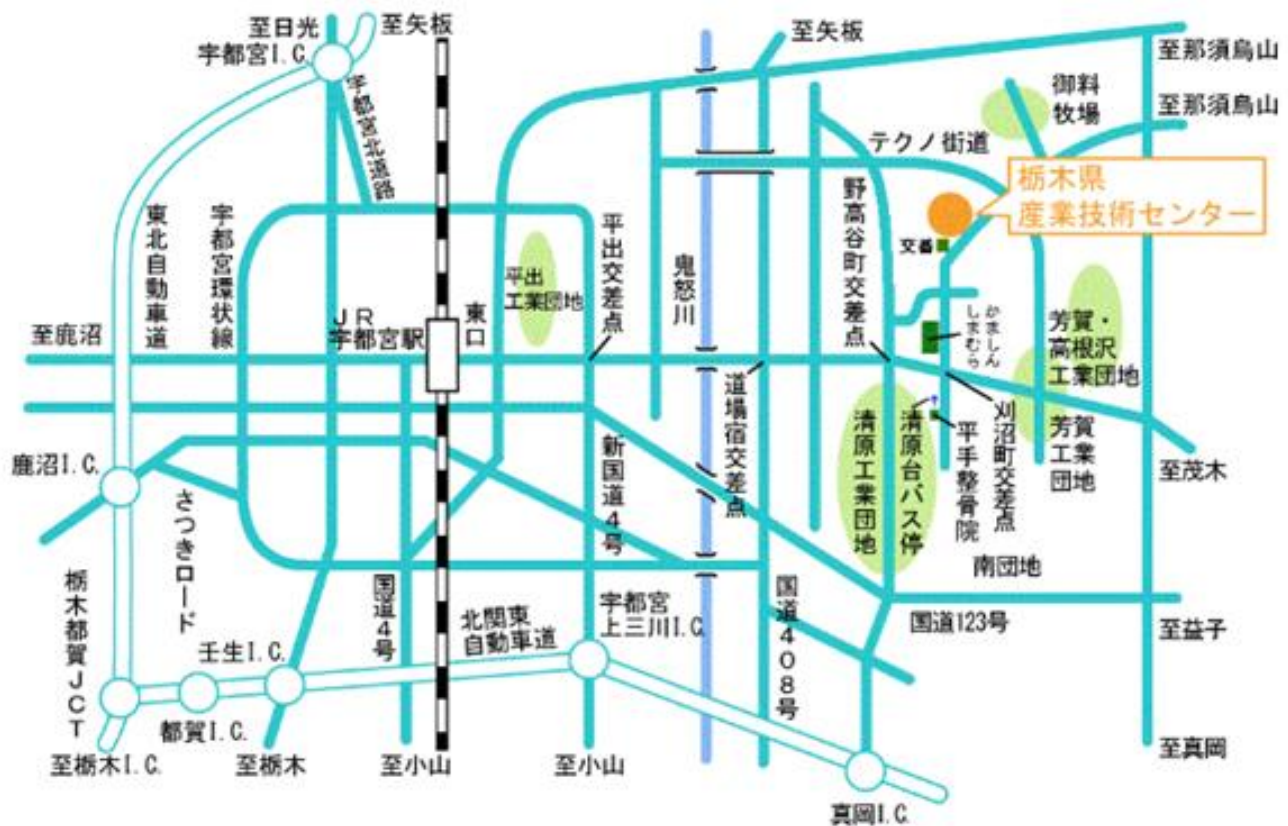 至日光
宇都宮I.C.
至矢板
至矢板
至那須烏山
御料
牧場
至那須烏山
宇都宮北道路
テクノ街道
栃木県
産業技術センター
東北自動車道
宇都宮環状線
平出交差点
鬼怒川
野高谷町交差点
交番
平出
工業団地
至鹿沼
JR
宇都宮駅
東口
かましん
しまむら
芳賀・
高根沢
工業団地
道場宿交差点
清原工業団地
清原台バス停
平手整骨院
刈沼町交差点
芳賀
工業
団地
鹿沼I.C.
さつきロード
新国道4号
至茂木
南団地
栃木都賀JCT
国道4号
北関東
自動車道
宇都宮
上三川I.C.
国道408号
国道123号
至益子
壬生I.C.
都賀I.C.
至栃木I.C.
至栃木
至小山
至小山
至真岡
真岡I.C.